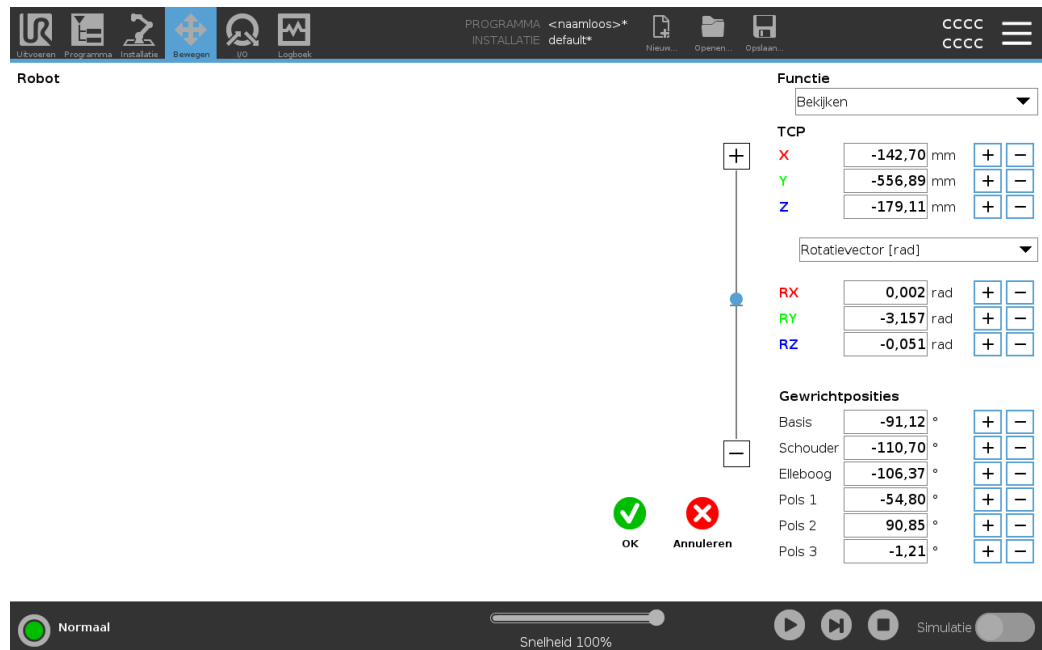 UR
Uitvoeren Programma Installatie Bewegen I/O Logboek
PROGRAMMA <naamloos>*
INSTALLATIE default*
Nieuw... Openen... Opslaan...
cccc
cccc
Robot
Functie
Bekijken
TCP
X -142,70 mm + −
Y -556,89 mm + −
Z -179,11 mm + −
Rotatievector [rad]
RX 0,002 rad + −
RY -3,157 rad + −
RZ -0,051 rad + −
Gewrichtposities
Basis -91,12 ° + −
Schouder -110,70 ° + −
Elleboog -106,37 ° + −
Pols 1 -54,80 ° + −
Pols 2 90,85 ° + −
Pols 3 -1,21 ° + −
+
−
OK Annuleren
Normaal
Snelheid 100%
Simulatie